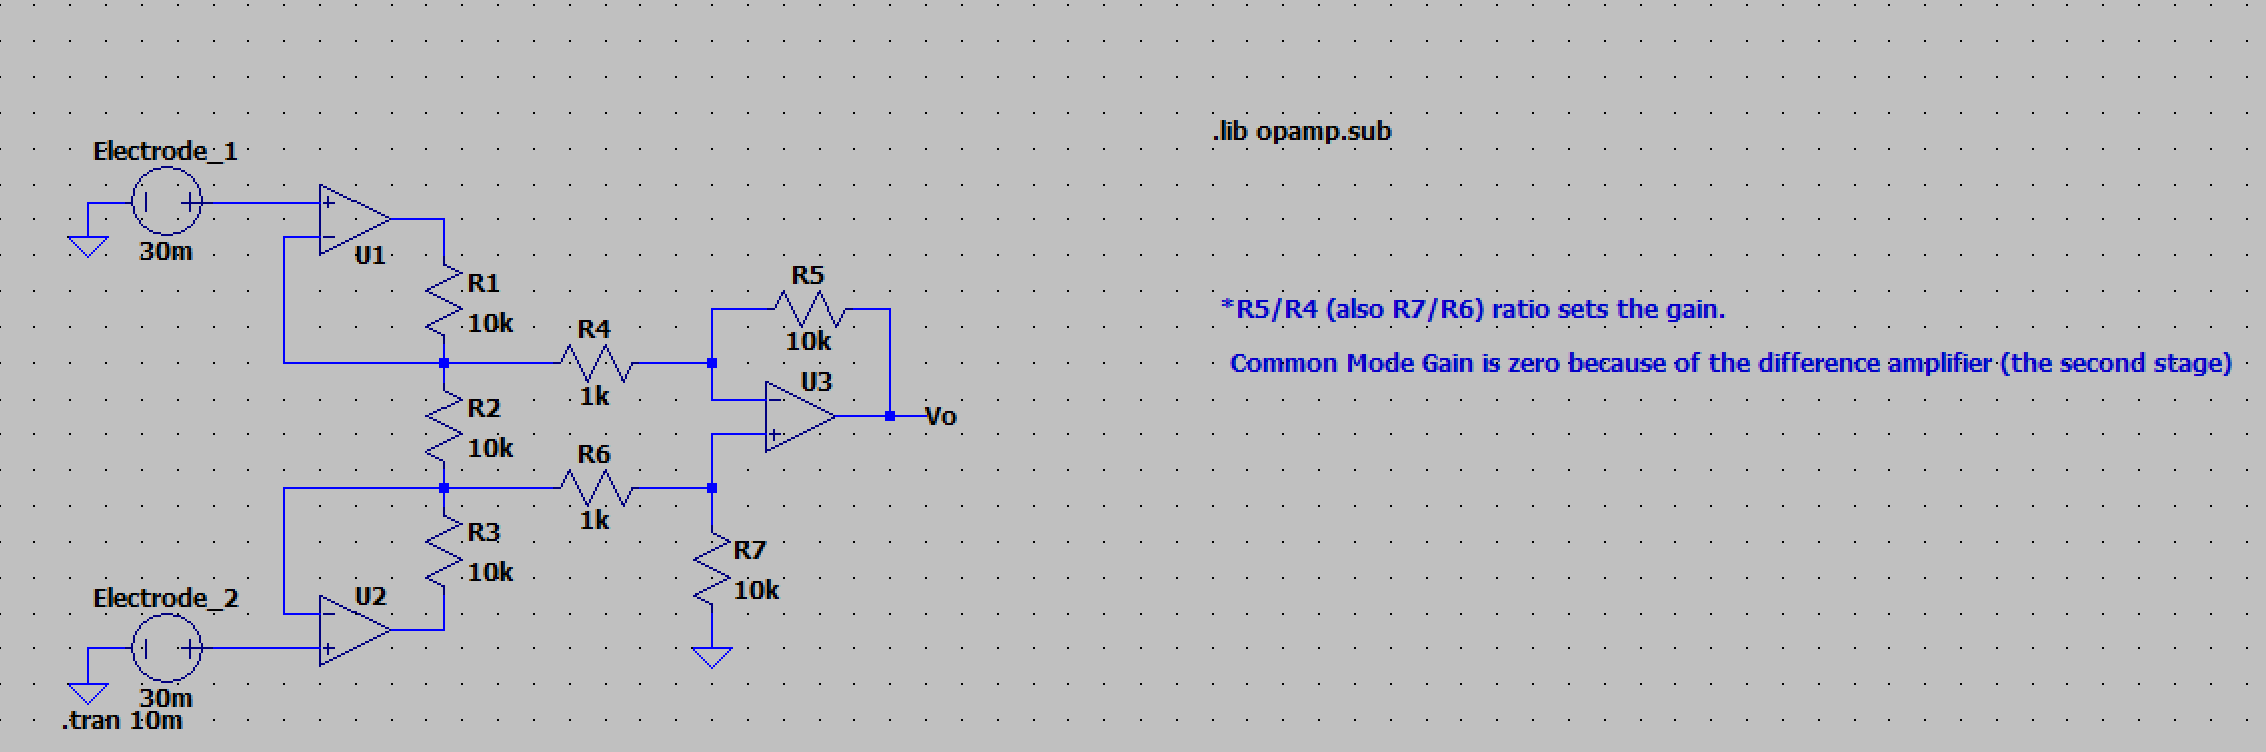 .lib opamp.sub
Electrode_1
30m
U1
R1
10k
R5
10k
*R5/R4 (also R7/R6) ratio sets the gain.
R4
1k
Common Mode Gain is zero because of the difference amplifier (the second stage)
U3
R2
10k
Vo
R6
1k
R3
10k
R7
10k
Electrode_2
30m
U2
.tran 10m